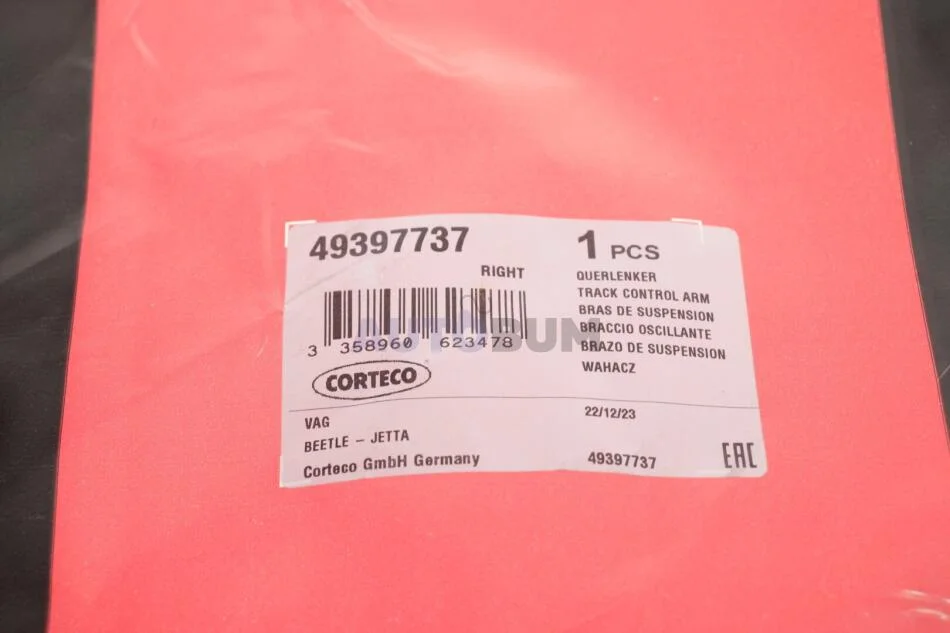 49397737
RIGHT
3 358960 623478
CORTECO
1 PCS
QUERLENKER
TRACK CONTROL ARM
BRAS DE SUSPENSION
BRACCIO OSCILLANTE
BRAZO DE SUSPENSION
WAHACZ
AUTOBUM
VAG
22/12/23
BEETLE - JETTA
Corteco GmbH Germany
49397737
EAC